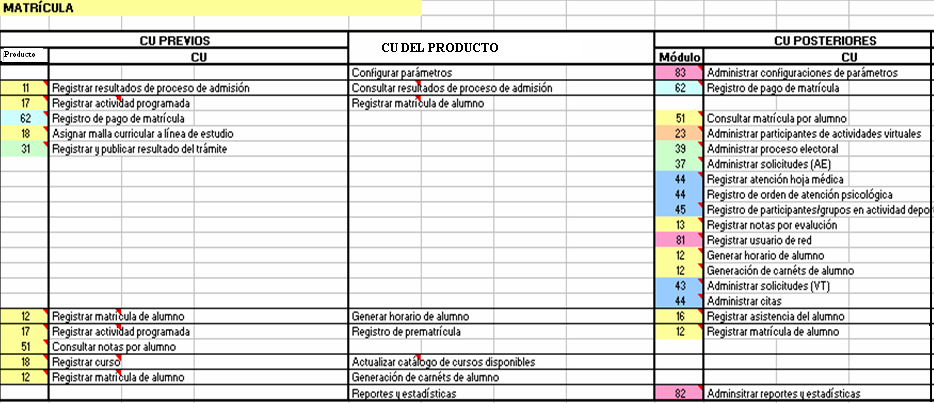 MATRÍCULA
CU PREVIOS CU DEL PRODUCTO CU POSTERIORES
Producto CU Módulo CU
Configurar parámetros 83 Administrar configuraciones de parámetros
11 Registrar resultados de proceso de admisión Consultar resultados de proceso de admisión 62 Registro de pago de matrícula
17 Registrar actividad programada Registrar matrícula de alumno
62 Registro de pago de matrícula 51 Consultar matrícula por alumno
18 Asignar malla curricular a línea de estudio 23 Administrar participantes de actividades virtuales
31 Registrar y publicar resultado del trámite 39 Administrar proceso electoral
37 Administrar solicitudes (AE)
44 Registrar atención hoja médica
44 Registro de orden de atención psicológica
45 Registro de participantes/grupos en actividad depor
13 Registrar notas por evalución
81 Registrar usuario de red
12 Generar horario de alumno
12 Generación de carnéts de alumno
43 Administrar solicitudes (VT)
44 Administrar citas
12 Registrar matrícula de alumno Generar horario de alumno 16 Registrar asistencia del alumno
17 Registrar actividad programada Registro de prematrícula 12 Registrar matrícula de alumno
51 Consultar notas por alumno
18 Registrar curso Actualizar catálogo de cursos disponibles
12 Registrar matrícula de alumno Generación de carnéts de alumno
Reportes y estadísticas 82 Adminsitrar reportes y estadísticas